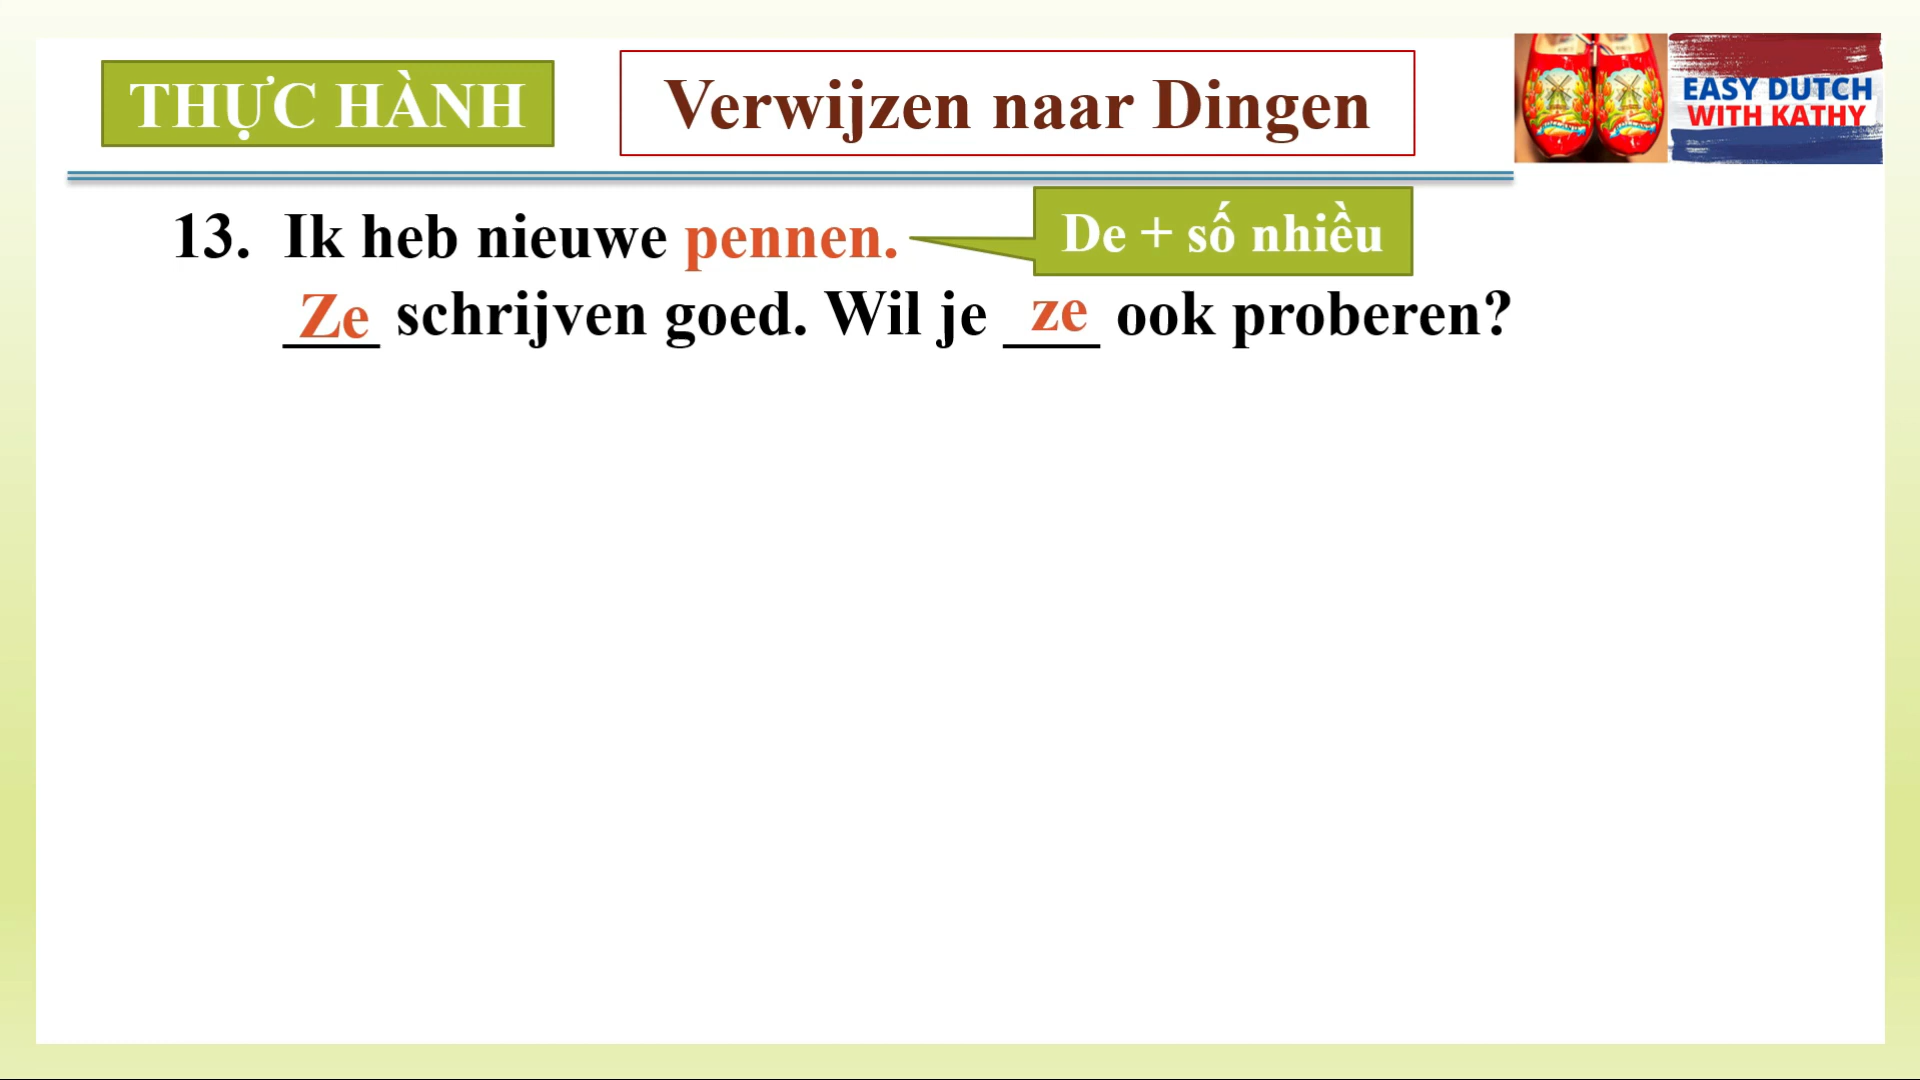 THỰC HÀNH
Verwijzen naar Dingen
EASY DUTCH
WITH KATHY
13. Ik heb nieuwe pennen.
De + số nhiều
Ze schrijven goed. Wil je ze ook proberen?